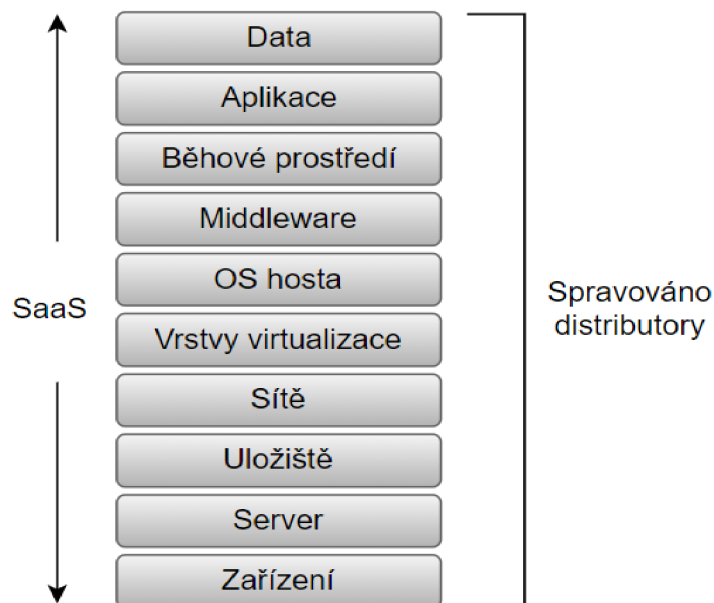 Data
Aplikace
Běhové prostředí
Middleware
OS hosta
SaaS
Vrstvy virtualizace
Sítě
Uložiště
Server
Zařízení
Spravováno
distributory